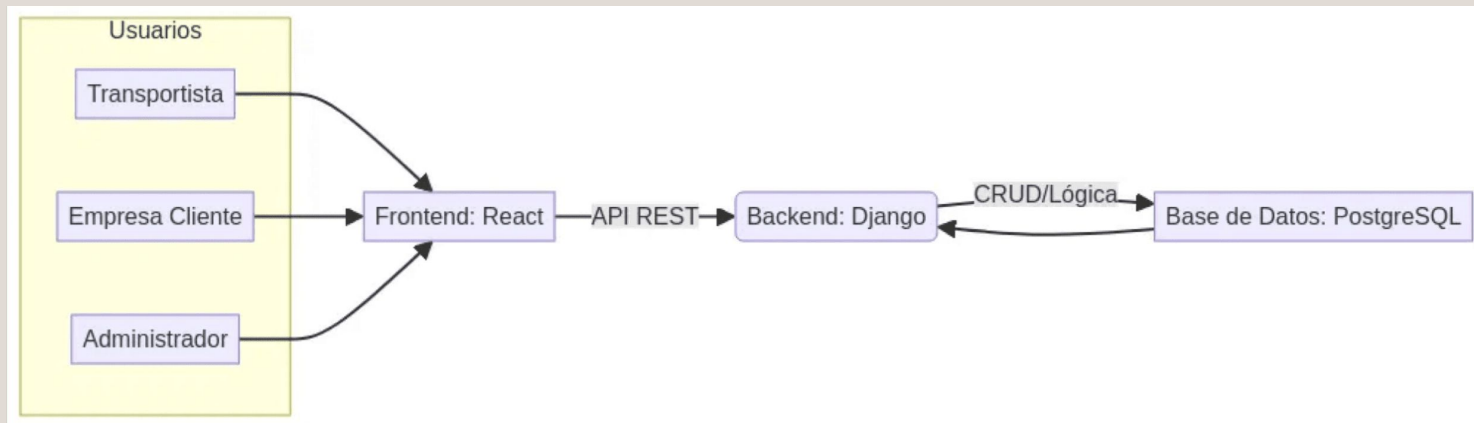 Usuarios
Transportista
Empresa Cliente
Administrador
Frontend: React
API REST
Backend: Django
CRUD/Lógica
Base de Datos: PostgreSQL